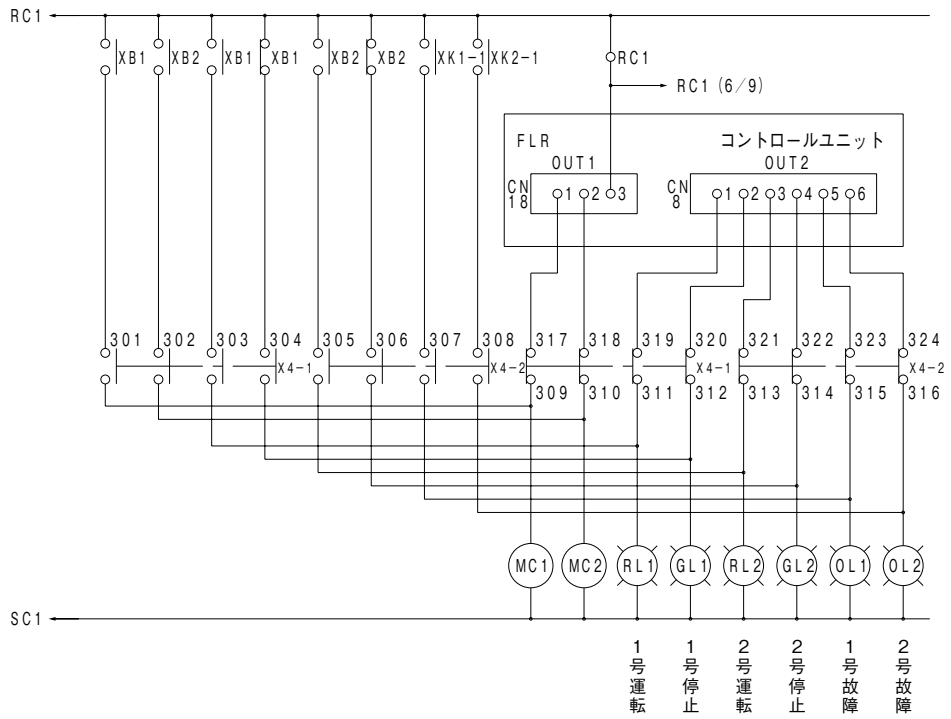 RC1
XB1 XB2 XB1 XB1 XB2 XB2 XK1-1 XK2-1 RC1
RC1 (6/9)
FLR コントロールユニット
OUT1 OUT2
CN18 1 2 3 CN8 1 2 3 4 5 6
301 302 303 304 305 306 307 308 317 318 319 320 321 322 323 324
X4-1 X4-2 X4-1 X4-2
309 310 311 312 313 314 315 316
MC1 MC2 RL1 GL1 RL2 GL2 OL1 OL2
SC1
1号運転
1号停止
2号運転
2号停止
1号故障
2号故障